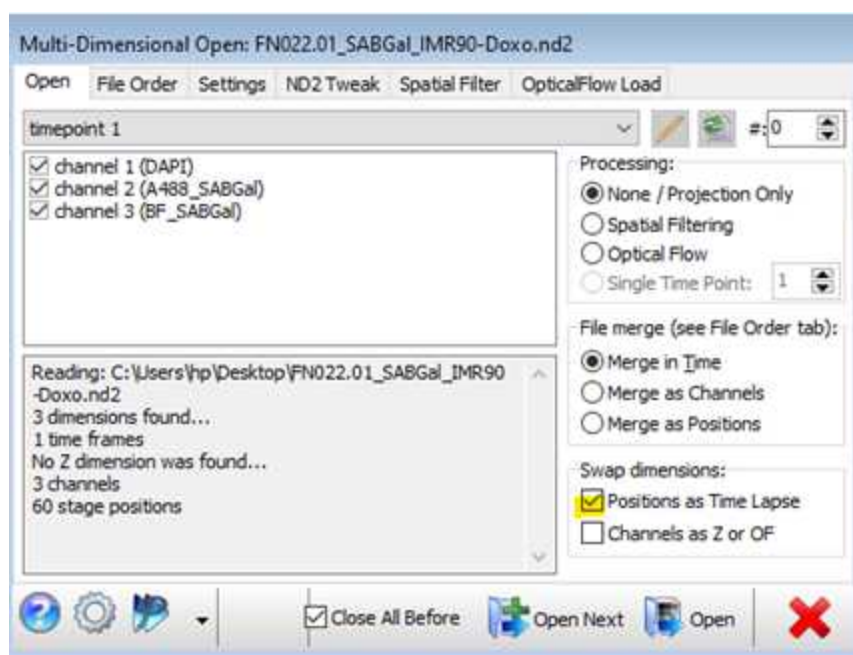 Multi-Dimensional Open: FN022.01_SABGal_IMR90-Doxo.nd2
Open File Order Settings ND2 Tweak Spatial Filter OpticalFlow Load
timepoint 1
#: 0
channel 1 (DAPI)
channel 2 (A488_SABGal)
channel 3 (BF_SABGal)
Processing:
None / Projection Only
Spatial Filtering
Optical Flow
Single Time Point: 1
File merge (see File Order tab):
Merge in Time
Merge as Channels
Merge as Positions
Reading: C:\Users\hp\Desktop\FN022.01_SABGal_IMR90
-Doxo.nd2
3 dimensions found...
1 time frames
No Z dimension was found...
3 channels
60 stage positions
Swap dimensions:
Positions as Time Lapse
Channels as Z or OF
Close All Before Open Next Open